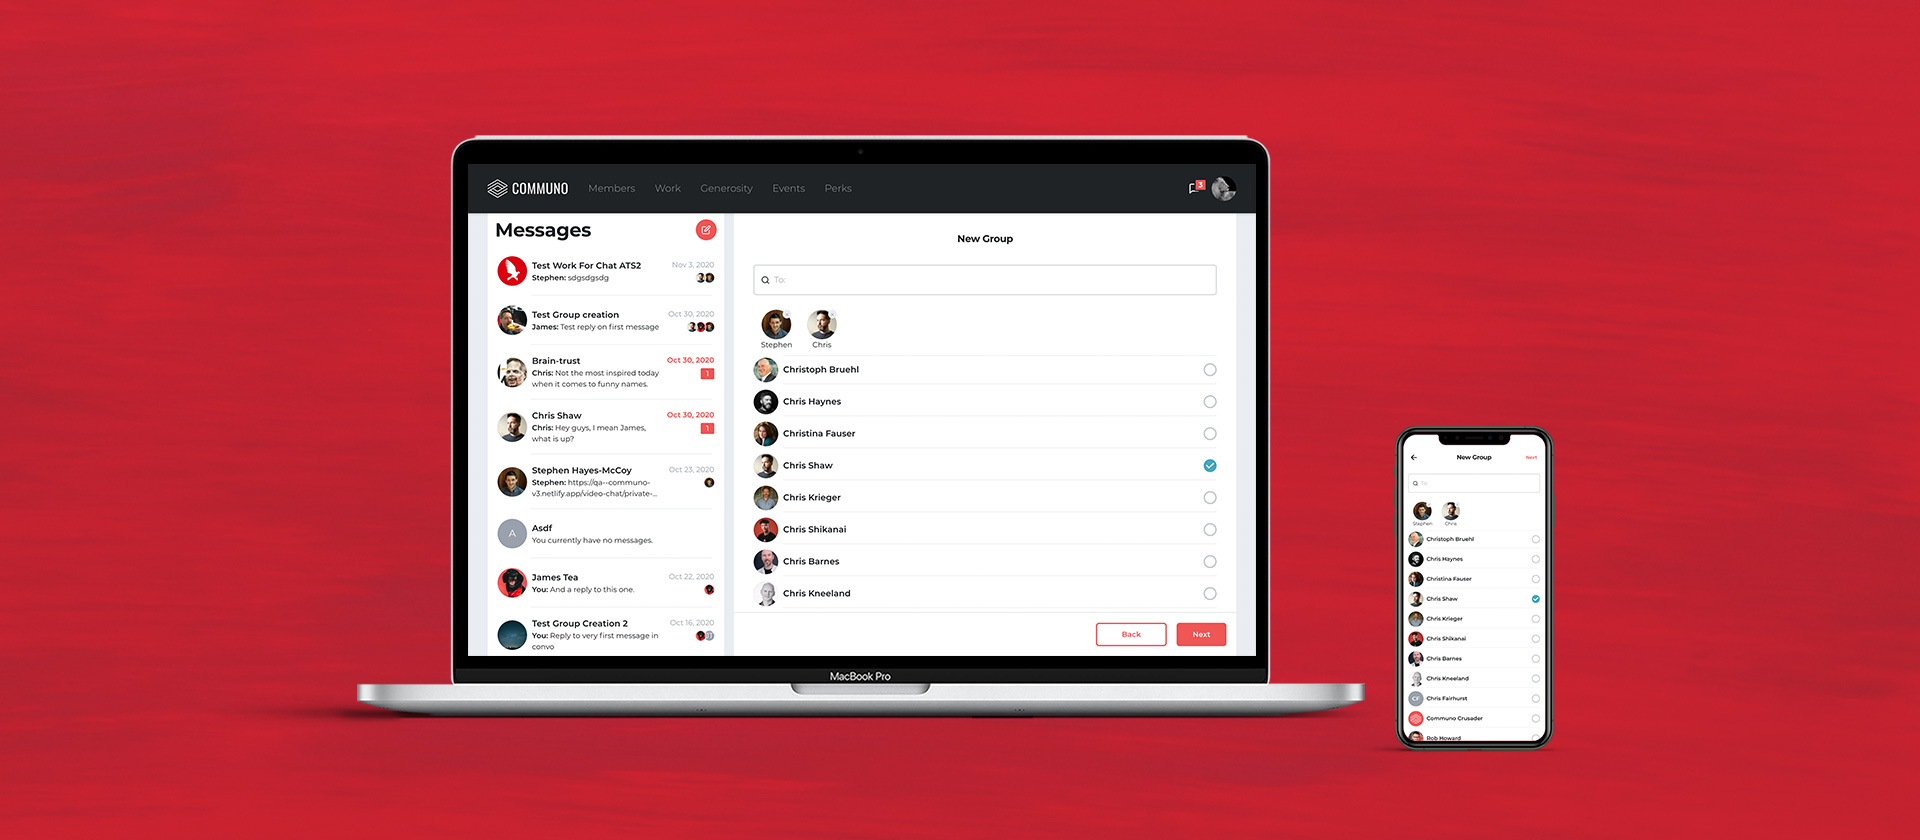 COMMUNO
Members
Work
Generosity
Events
Perks
3
Messages
Test Work For Chat ATS2
Nov 3, 2020
Stephen: sdgsdgsdg
Test Group creation
Oct 30, 2020
James: Test reply on first message
Brain-trust
Oct 30, 2020
Chris: Not the most inspired today
1
when it comes to funny names.
Chris Shaw
Oct 30, 2020
Chris: Hey guys, I mean James,
1
what is up?
Stephen Hayes-McCoy
Oct 23, 2020
Stephen: https://qa--communo-
v3.netlify.app/video-chat/private-...
A
Asdf
You currently have no messages.
James Tea
Oct 22, 2020
You: And a reply to this one.
Test Group Creation 2
Oct 16, 2020
You: Reply to very first message in
convo
New Group
To:
Stephen
Chris
Christoph Bruehl
Chris Haynes
Christina Fauser
Chris Shaw
Chris Krieger
Chris Shikanai
Chris Barnes
Chris Kneeland
Back
Next
MacBook Pro
New Group
Next
To:
Stephen
Chris
Christoph Bruehl
Chris Haynes
Christina Fauser
Chris Shaw
Chris Krieger
Chris Shikanai
Chris Barnes
Chris Kneeland
CF
Chris Fairhurst
Communo Crusader
Bob Howard